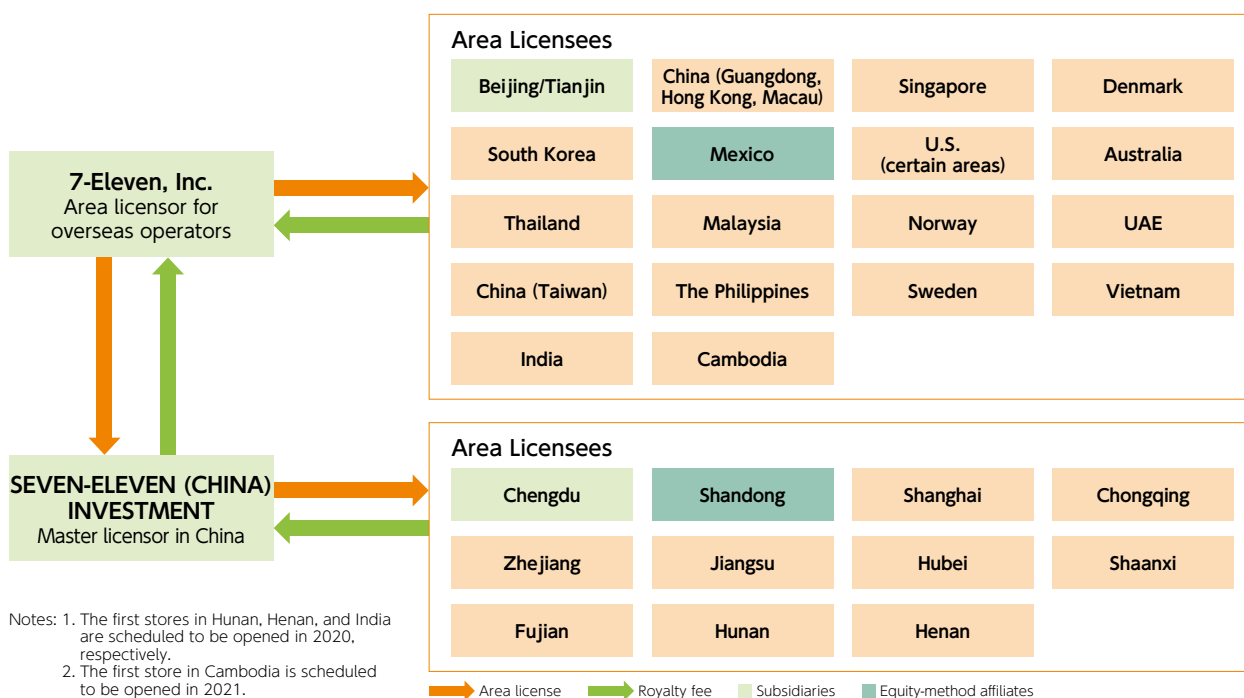 Area Licensees
Beijing/Tianjin
China (Guangdong,
Hong Kong, Macau)
Singapore
Denmark
South Korea
Mexico
U.S.
(certain areas)
Australia
Thailand
Malaysia
Norway
UAE
China (Taiwan)
The Philippines
Sweden
Vietnam
India
Cambodia
7-Eleven, Inc.
Area licensor for
overseas operators
SEVEN-ELEVEN (CHINA)
INVESTMENT
Master licensor in China
Area Licensees
Chengdu
Shandong
Shanghai
Chongqing
Zhejiang
Jiangsu
Hubei
Shaanxi
Fujian
Hunan
Henan
Notes: 1. The first stores in Hunan, Henan, and India
are scheduled to be opened in 2020,
respectively.
2. The first store in Cambodia is scheduled
to be opened in 2021.
Area license
Royalty fee
Subsidiaries
Equity-method affiliates